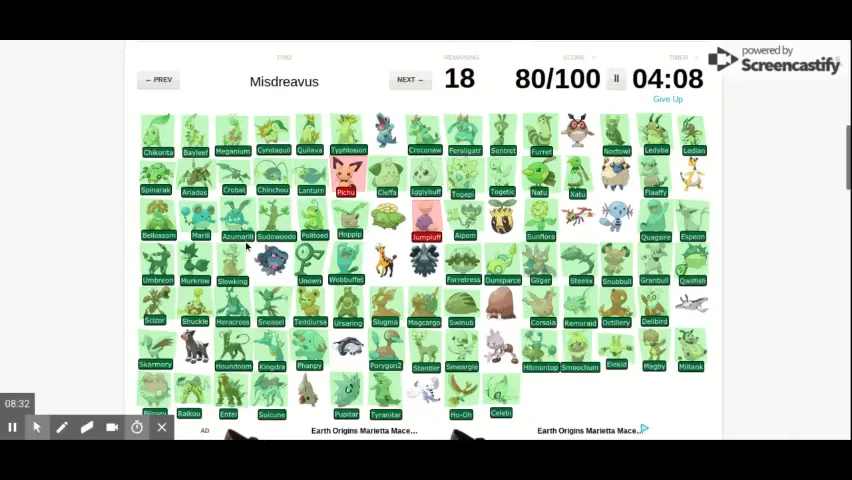 powered by
Screencastify
FIND
REMAINING
SCORE
TIMER
← PREV
Misdreavus
NEXT →
18
80/100
04:08
Give Up
Chikorita Bayleef Meganium Cyndaquil Quilava Typhlosion Croconaw Feraligatr Sentret Furret Noctowl Ledyba Ledian
Spinarak Ariados Crobat Chinchou Lanturn Pichu Cleffa Igglybuff Togepi Togetic Natu Xatu Flaaffy
Bellossom Marill Azumarill Sudowoodo Politoed Hoppip Jumpluff Aipom Sunflora Quagsire Espeon
Umbreon Murkrow Slowking Unown Wobbuffet Forretress Dunsparce Gligar Steelix Snubbull Granbull Qwilfish
Scizor Shuckle Heracross Sneasel Teddiursa Ursaring Slugma Magcargo Swinub Corsola Remoraid Octillery Delibird
Skarmory Houndoom Kingdra Phanpy Porygon2 Stantler Smeargle Hitmontop Smoochum Elekid Magby Miltank
Blissey Raikou Entei Suicune Pupitar Tyranitar Ho-Oh Celebi
08:32
AD
Earth Origins Marietta Mace...
Earth Origins Marietta Mace...